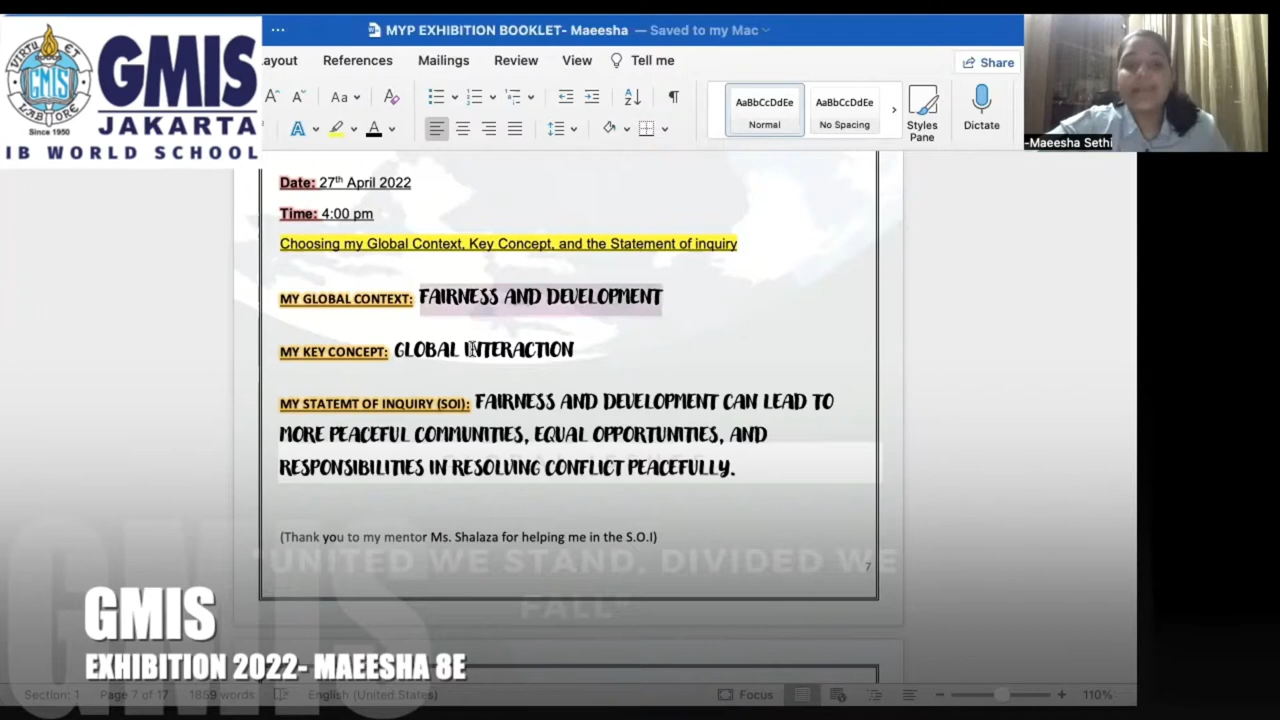 VIRTUTE ET
GMIS
LABORE
Since 1950
GMIS
JAKARTA
IB WORLD SCHOOL
MYP EXHIBITION BOOKLET- Maeesha — Saved to my Mac
ayout References Mailings Review View Tell me
Share
Aa
AaBbCcDdEe AaBbCcDdEe
Normal No Spacing
Styles
Pane
Dictate
-Maeesha Sethi
Date: 27th April 2022
Time: 4:00 pm
Choosing my Global Context, Key Concept, and the Statement of inquiry
MY GLOBAL CONTEXT: FAIRNESS AND DEVELOPMENT
MY KEY CONCEPT: GLOBAL INTERACTION
MY STATEMT OF INQUIRY (SOI): FAIRNESS AND DEVELOPMENT CAN LEAD TO
MORE PEACEFUL COMMUNITIES, EQUAL OPPORTUNITIES, AND
RESPONSIBILITIES IN RESOLVING CONFLICT PEACEFULLY.
(Thank you to my mentor Ms. Shalaza for helping me in the S.O.I)
"UNITED WE STAND, DIVIDED WE
FALL"
7
GMIS
GMIS
EXHIBITION 2022- MAEESHA 8E
Section: 1 Page 7 of 17 1859 words English (United States) Focus 110%